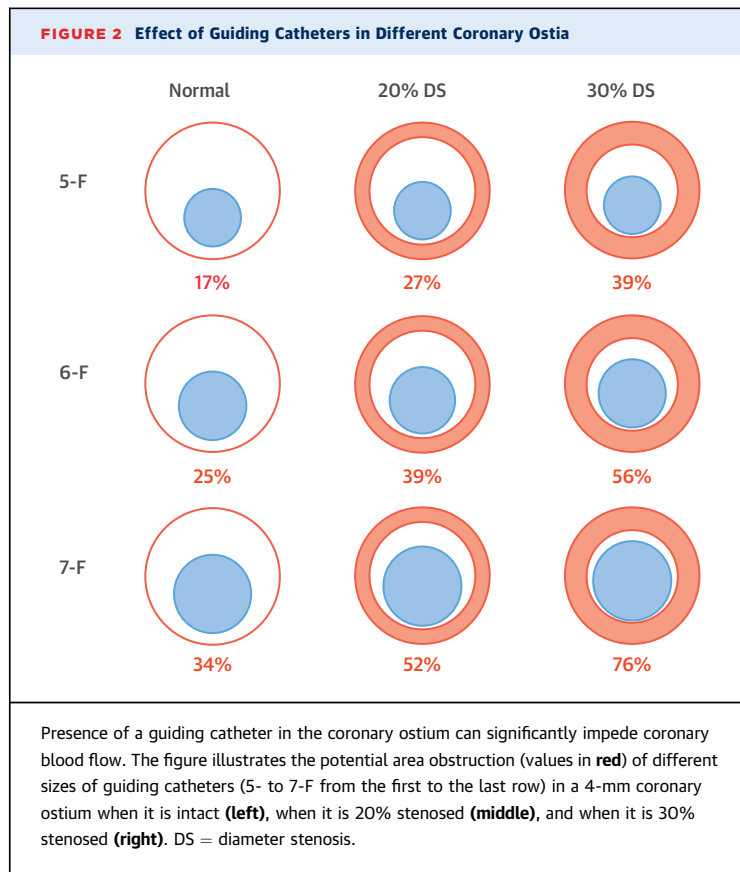 FIGURE 2 Effect of Guiding Catheters in Different Coronary Ostia
Normal 20% DS 30% DS
5-F
17% 27% 39%
6-F
25% 39% 56%
7-F
34% 52% 76%
Presence of a guiding catheter in the coronary ostium can significantly impede coronary
blood flow. The figure illustrates the potential area obstruction (values in red) of different
sizes of guiding catheters (5- to 7-F from the first to the last row) in a 4-mm coronary
ostium when it is intact (left), when it is 20% stenosed (middle), and when it is 30%
stenosed (right). DS = diameter stenosis.